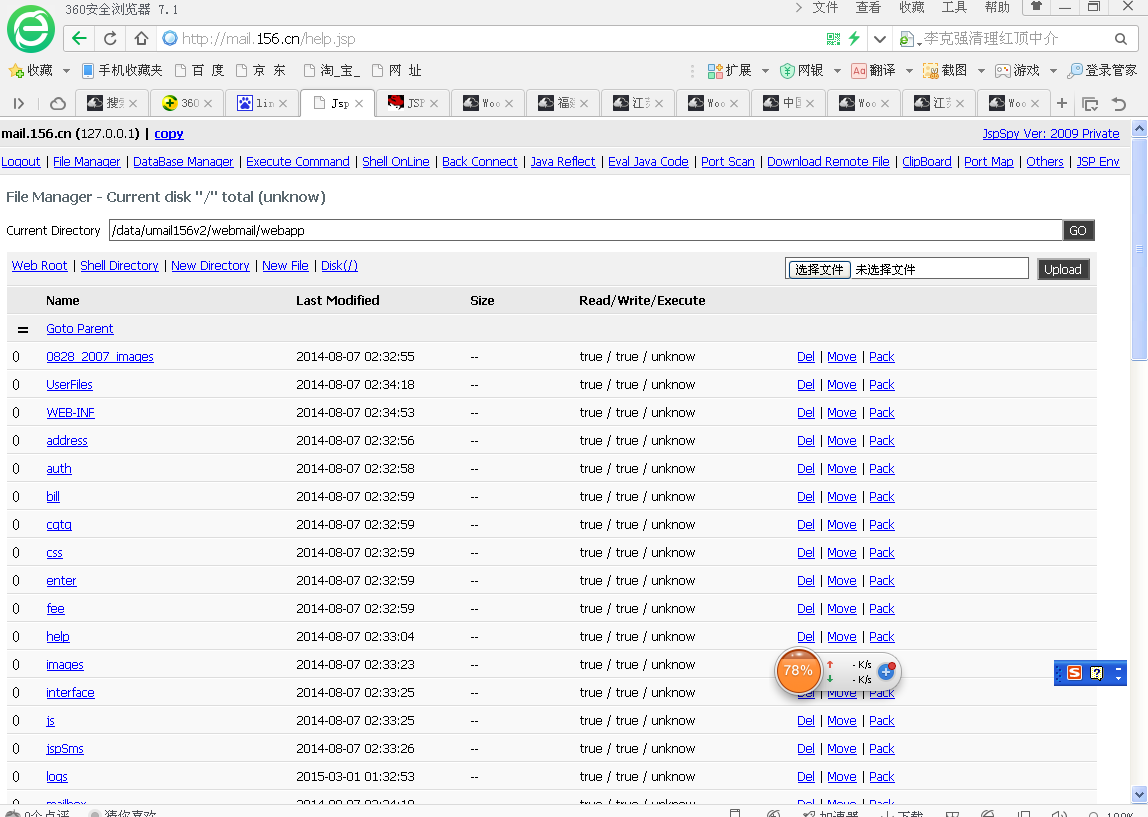 360安全浏览器 7.1 文件 查看 收藏 工具 帮助
http://mail.156.cn/help.jsp 李克强清理红顶中介
收藏 手机收藏夹 百 度 京 东 淘_宝_ 网 址 扩展 网银 翻译 截图 游戏 登录管家
搜 360 lin Jsp JSP Woo 福 江 Woo 中 Woo 江 Woo
mail.156.cn (127.0.0.1) | copy JspSpy Ver: 2009 Private
Logout | File Manager | DataBase Manager | Execute Command | Shell OnLine | Back Connect | Java Reflect | Eval Java Code | Port Scan | Download Remote File | ClipBoard | Port Map | Others | JSP Env
File Manager - Current disk "/" total (unknow)
Current Directory /data/umail156v2/webmail/webapp GO
Web Root | Shell Directory | New Directory | New File | Disk(/) 选择文件 未选择文件 Upload
Name Last Modified Size Read/Write/Execute
= Goto Parent
0 0828_2007_images 2014-08-07 02:32:55 -- true / true / unknow Del | Move | Pack
0 UserFiles 2014-08-07 02:34:18 -- true / true / unknow Del | Move | Pack
0 WEB-INF 2014-08-07 02:34:53 -- true / true / unknow Del | Move | Pack
0 address 2014-08-07 02:32:56 -- true / true / unknow Del | Move | Pack
0 auth 2014-08-07 02:32:58 -- true / true / unknow Del | Move | Pack
0 bill 2014-08-07 02:32:59 -- true / true / unknow Del | Move | Pack
0 cqtq 2014-08-07 02:32:59 -- true / true / unknow Del | Move | Pack
0 css 2014-08-07 02:32:59 -- true / true / unknow Del | Move | Pack
0 enter 2014-08-07 02:32:59 -- true / true / unknow Del | Move | Pack
0 fee 2014-08-07 02:32:59 -- true / true / unknow Del | Move | Pack
0 help 2014-08-07 02:33:04 -- true / true / unknow Del | Move | Pack
0 images 2014-08-07 02:33:23 -- true / true / unknow
78% - K/s
- K/s
0 interface 2014-08-07 02:33:25 -- true / true / unknow Del | Move | Pack
0 js 2014-08-07 02:33:25 -- true / true / unknow Del | Move | Pack
0 jspSms 2014-08-07 02:33:26 -- true / true / unknow Del | Move | Pack
0 logs 2015-03-01 01:32:53 -- true / true / unknow Del | Move | Pack
0 mailbox 2014-08-07 02:34:18 -- true / true / unknow Del | Move | Pack
0个点评 猜你喜欢 加速器 下载 100%